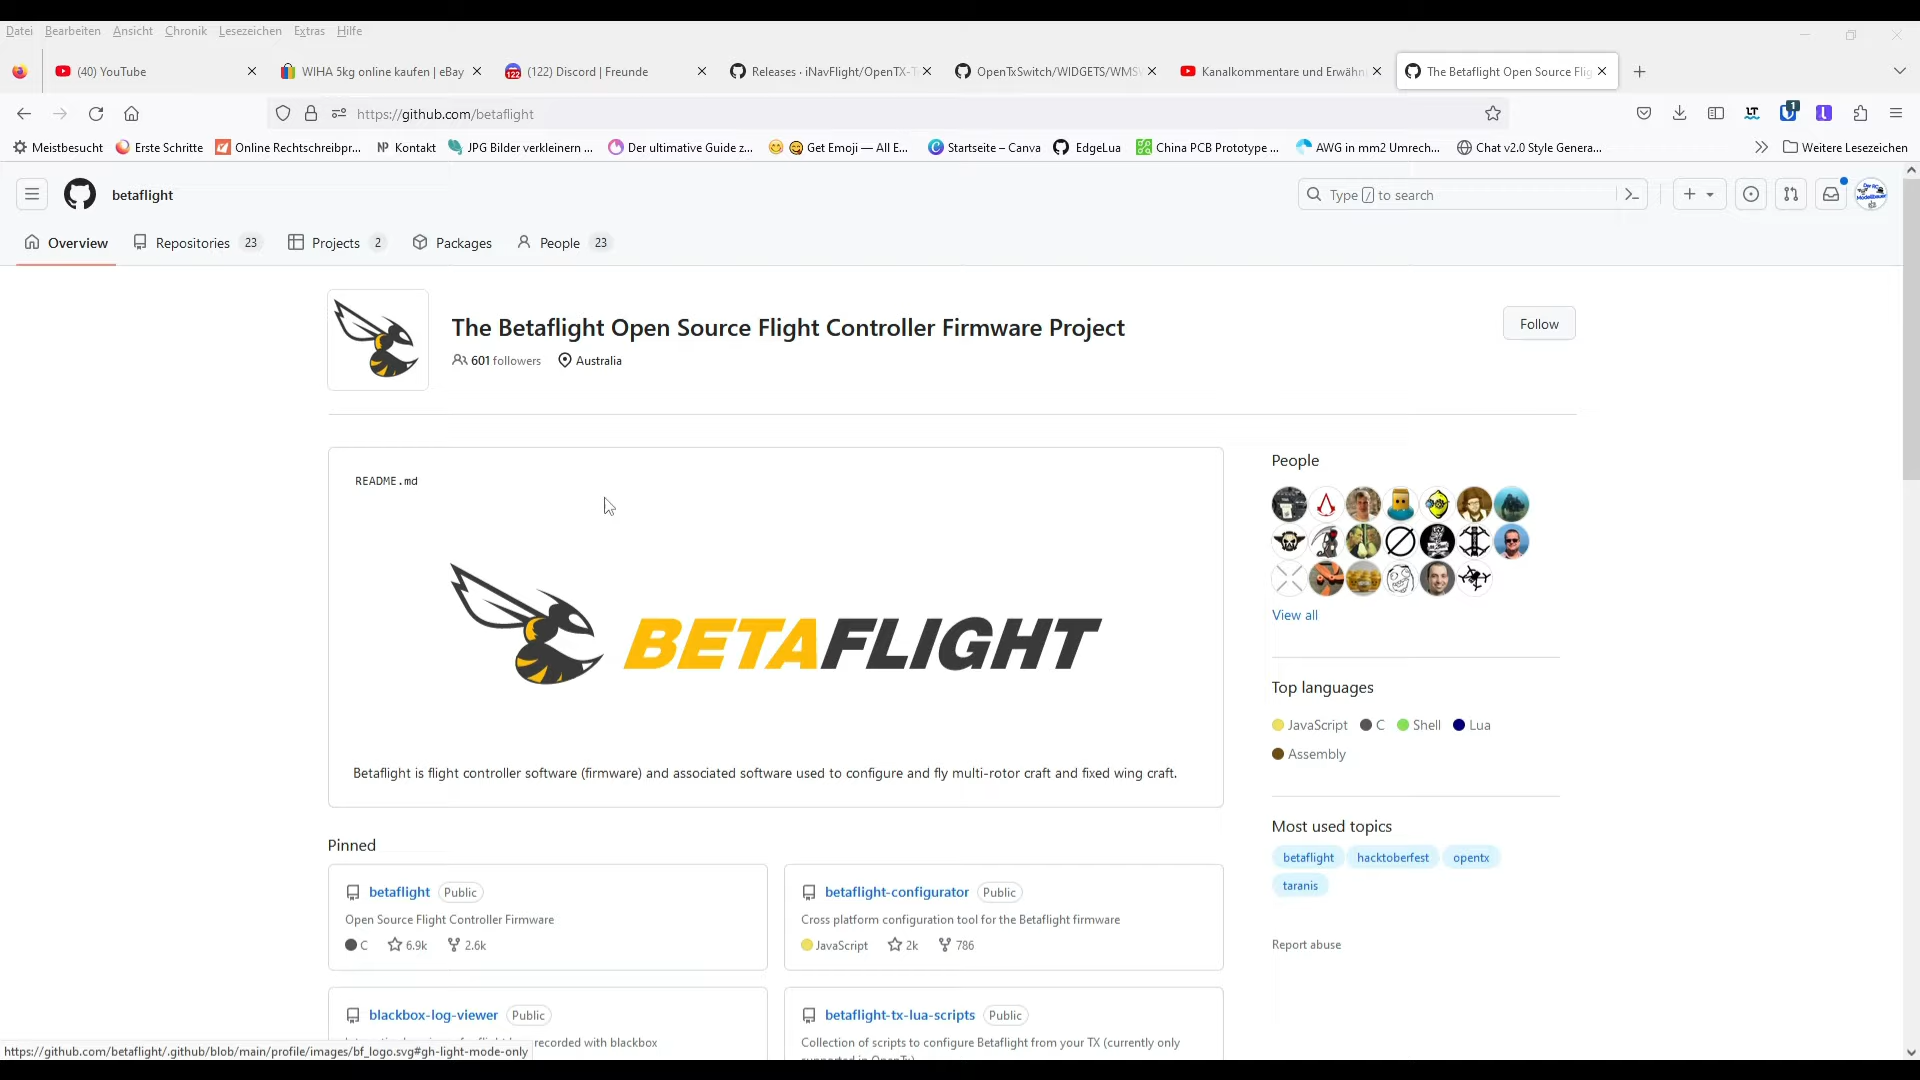 Datei Bearbeiten Ansicht Chronik Lesezeichen Extras Hilfe
(40) YouTube
WIHA 5kg online kaufen | eBay
(122) Discord | Freunde
Releases · iNavFlight/OpenTX-T
OpenTxSwitch/WIDGETS/WMSW
Kanalkommentare und Erwähn
The Betaflight Open Source Flig
https://github.com/betaflight
1
Meistbesucht
Erste Schritte
Online Rechtschreibpr...
NP Kontakt
JPG Bilder verkleinern ...
Der ultimative Guide z...
Get Emoji — All E...
Startseite – Canva
EdgeLua
China PCB Prototype ...
AWG in mm2 Umrech...
Chat v2.0 Style Genera...
Weitere Lesezeichen
betaflight
Type / to search
Overview
Repositories 23
Projects 2
Packages
People 23
The Betaflight Open Source Flight Controller Firmware Project
601 followers Australia
Follow
README.md
BETAFLIGHT
Betaflight is flight controller software (firmware) and associated software used to configure and fly multi-rotor craft and fixed wing craft.
People
View all
Top languages
JavaScript C Shell Lua
Assembly
Most used topics
betaflight hacktoberfest opentx
taranis
Report abuse
Pinned
betaflight Public
Open Source Flight Controller Firmware
C 6.9k 2.6k
betaflight-configurator Public
Cross platform configuration tool for the Betaflight firmware
JavaScript 2k 786
blackbox-log-viewer Public
recorded with blackbox
betaflight-tx-lua-scripts Public
Collection of scripts to configure Betaflight from your TX (currently only
supported in OpenTx)
https://github.com/betaflight/.github/blob/main/profile/images/bf_logo.svg#gh-light-mode-only